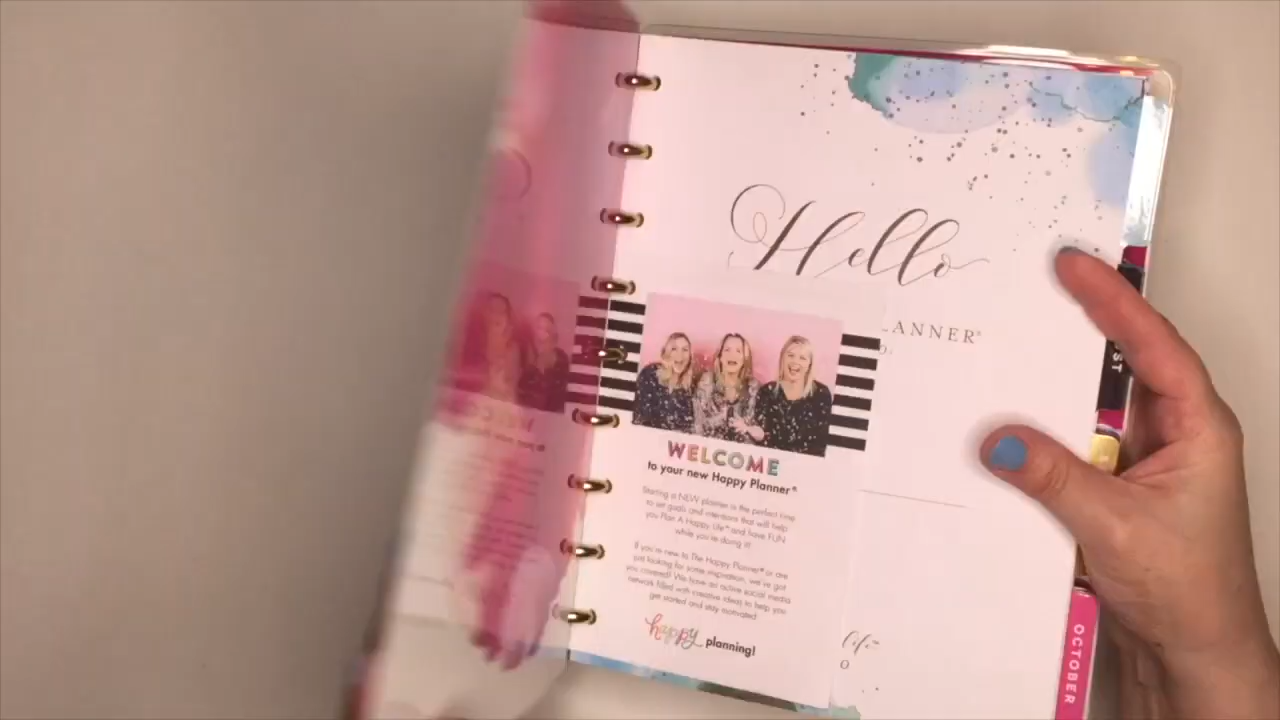 Hello
LANNER®
WELCOME
to your new Happy Planner®
Starting a NEW planner is the perfect time
to set goals and intentions that will help
you Plan A Happy Life™ and have FUN
while you're doing it!
If you're new to The Happy Planner® or are
just looking for some inspiration, we've got
you covered! We have an active social media
network filled with creative ideas to help you
get started and stay motivated.
happy planning!
life™
ST
OCTOBER